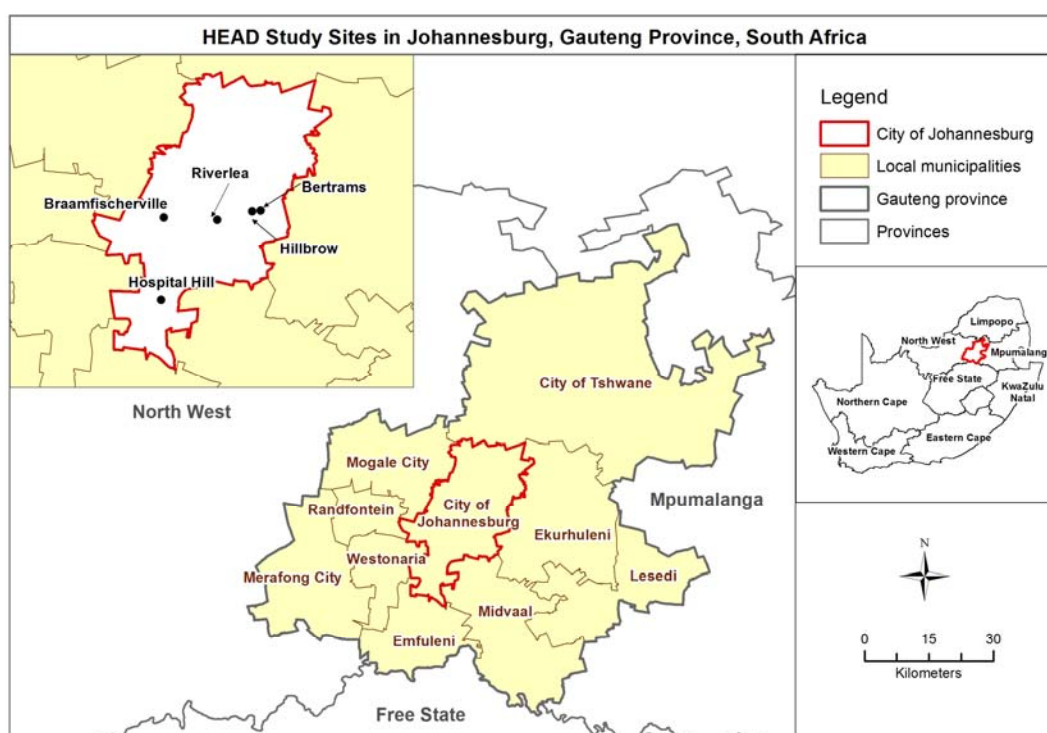 HEAD Study Sites in Johannesburg, Gauteng Province, South Africa
Riverlea
Bertrams
Braamfischerville
Hillbrow
Hospital Hill
Legend
City of Johannesburg
Local municipalities
Gauteng province
Provinces
Limpopo
North West
Mpumalang
Free State
KwaZulu
Natal
Northern Cape
Eastern Cape
Western Cape
North West
City of Tshwane
Mogale City
Mpumalanga
Randfontein
City of
Johannesburg
Ekurhuleni
Westonaria
Merafong City
Lesedi
Midvaal
Emfuleni
Free State
N
0 15 30
Kilometers